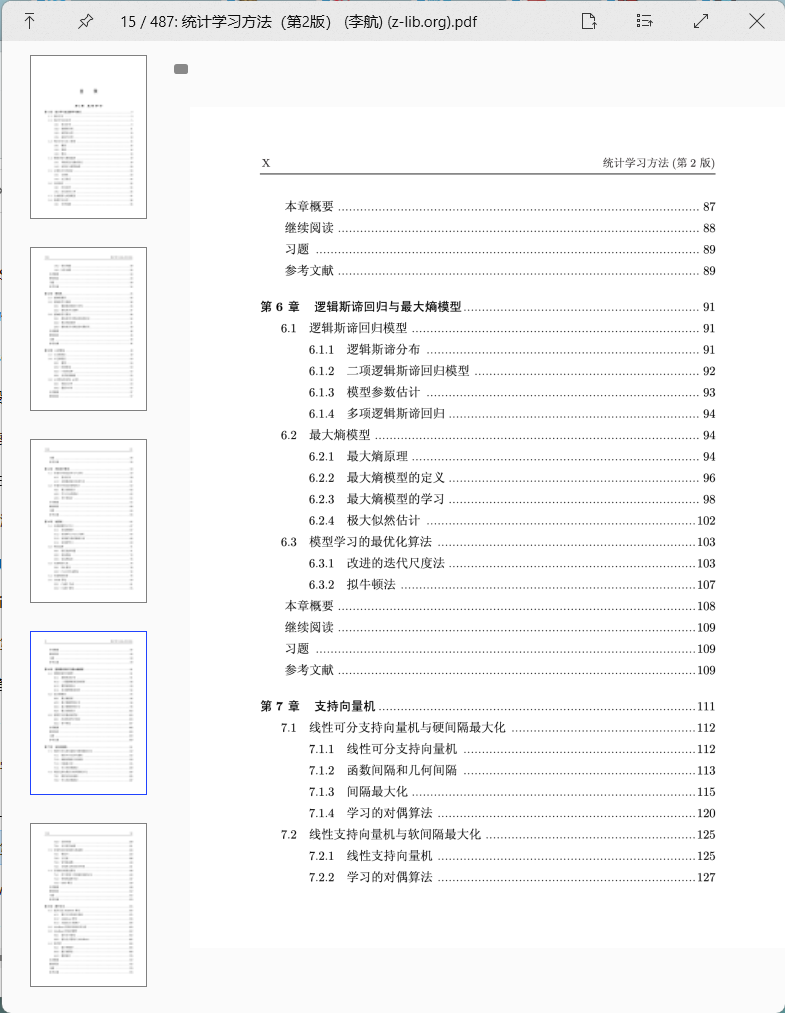 15 / 487: 统计学习方法（第2版） (李航) (z-lib.org).pdf
X 统计学习方法 (第 2 版)
本章概要 87
继续阅读 88
习题 89
参考文献 89
第 6 章 逻辑斯谛回归与最大熵模型 91
6.1 逻辑斯谛回归模型 91
6.1.1 逻辑斯谛分布 91
6.1.2 二项逻辑斯谛回归模型 92
6.1.3 模型参数估计 93
6.1.4 多项逻辑斯谛回归 94
6.2 最大熵模型 94
6.2.1 最大熵原理 94
6.2.2 最大熵模型的定义 96
6.2.3 最大熵模型的学习 98
6.2.4 极大似然估计 102
6.3 模型学习的最优化算法 103
6.3.1 改进的迭代尺度法 103
6.3.2 拟牛顿法 107
本章概要 108
继续阅读 109
习题 109
参考文献 109
第 7 章 支持向量机 111
7.1 线性可分支持向量机与硬间隔最大化 112
7.1.1 线性可分支持向量机 112
7.1.2 函数间隔和几何间隔 113
7.1.3 间隔最大化 115
7.1.4 学习的对偶算法 120
7.2 线性支持向量机与软间隔最大化 125
7.2.1 线性支持向量机 125
7.2.2 学习的对偶算法 127